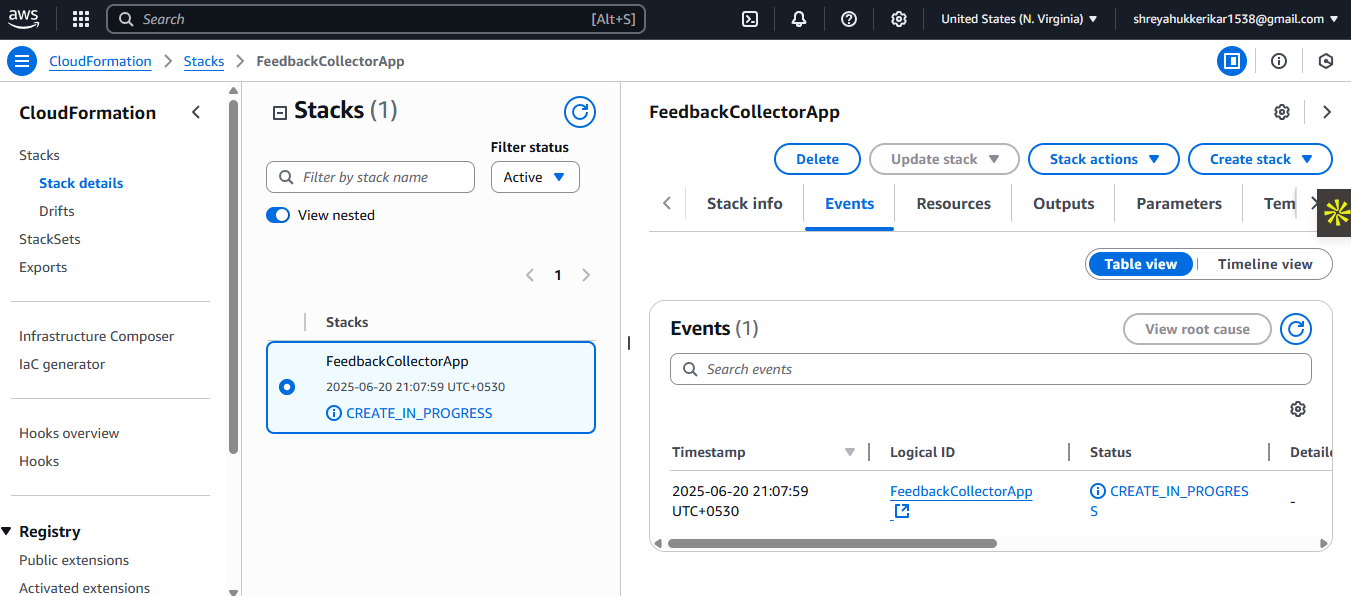 aws
Search [Alt+S]
United States (N. Virginia)
shreyahukkerikar1538@gmail.com
CloudFormation
Stacks
FeedbackCollectorApp
CloudFormation
Stacks
Stack details
Drifts
StackSets
Exports
Infrastructure Composer
IaC generator
Hooks overview
Hooks
Registry
Public extensions
Activated extensions
Stacks (1)
Filter status
Filter by stack name
Active
View nested
1
Stacks
FeedbackCollectorApp
2025-06-20 21:07:59 UTC+0530
CREATE_IN_PROGRESS
FeedbackCollectorApp
Delete
Update stack
Stack actions
Create stack
Stack info
Events
Resources
Outputs
Parameters
Tem
Table view
Timeline view
Events (1)
View root cause
Search events
Timestamp
Logical ID
Status
Detaile
2025-06-20 21:07:59
UTC+0530
FeedbackCollectorApp
CREATE_IN_PROGRES
S
-